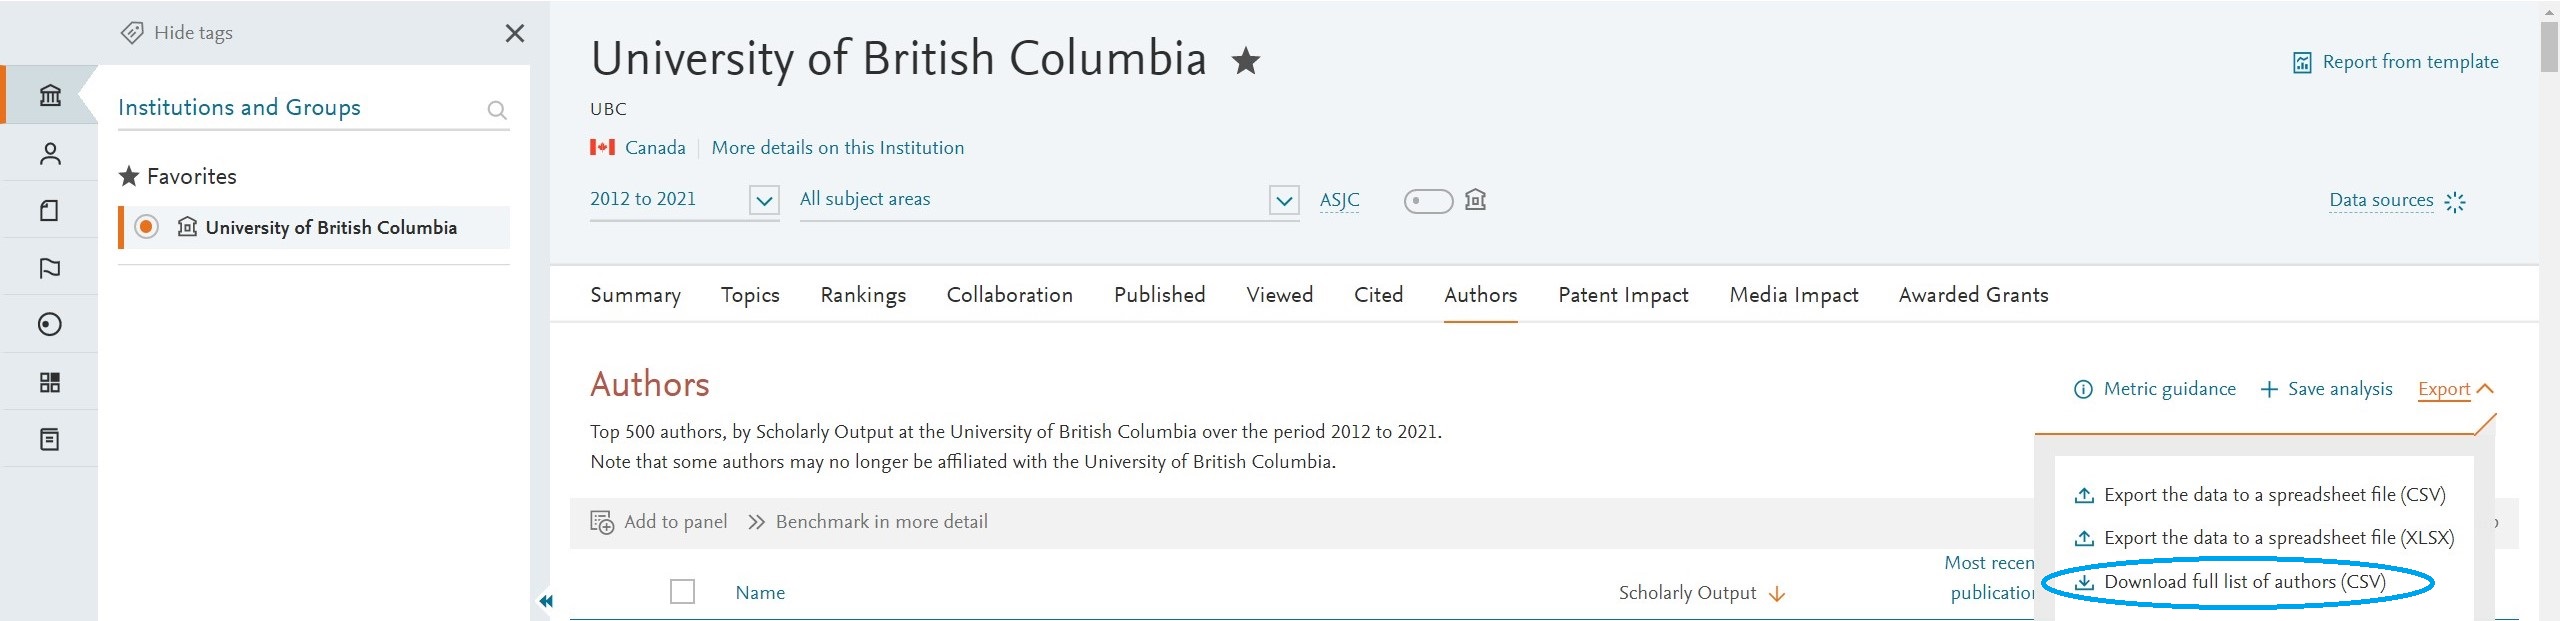 Hide tags
Institutions and Groups
Favorites
University of British Columbia
University of British Columbia
UBC
Canada
More details on this Institution
Report from template
2012 to 2021
All subject areas
ASJC
Data sources
Summary
Topics
Rankings
Collaboration
Published
Viewed
Cited
Authors
Patent Impact
Media Impact
Awarded Grants
Authors
Metric guidance
Save analysis
Export
Top 500 authors, by Scholarly Output at the University of British Columbia over the period 2012 to 2021.
Note that some authors may no longer be affiliated with the University of British Columbia.
Export the data to a spreadsheet file (CSV)
Export the data to a spreadsheet file (XLSX)
Download full list of authors (CSV)
Add to panel
Benchmark in more detail
Name
Scholarly Output
Most recen
publication